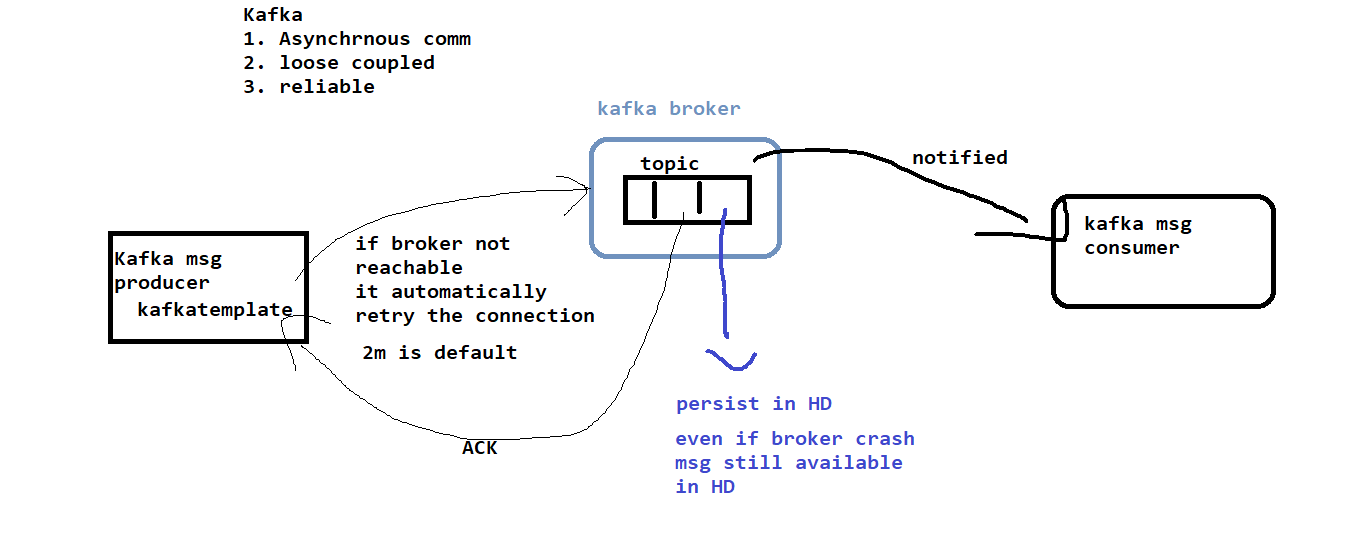 Kafka
1. Asynchrnous comm
2. loose coupled
3. reliable
kafka broker
topic
notified
kafka msg
consumer
Kafka msg
producer
kafkatemplate
if broker not
reachable
it automatically
retry the connection
2m is default
ACK
persist in HD
even if broker crash
msg still available
in HD